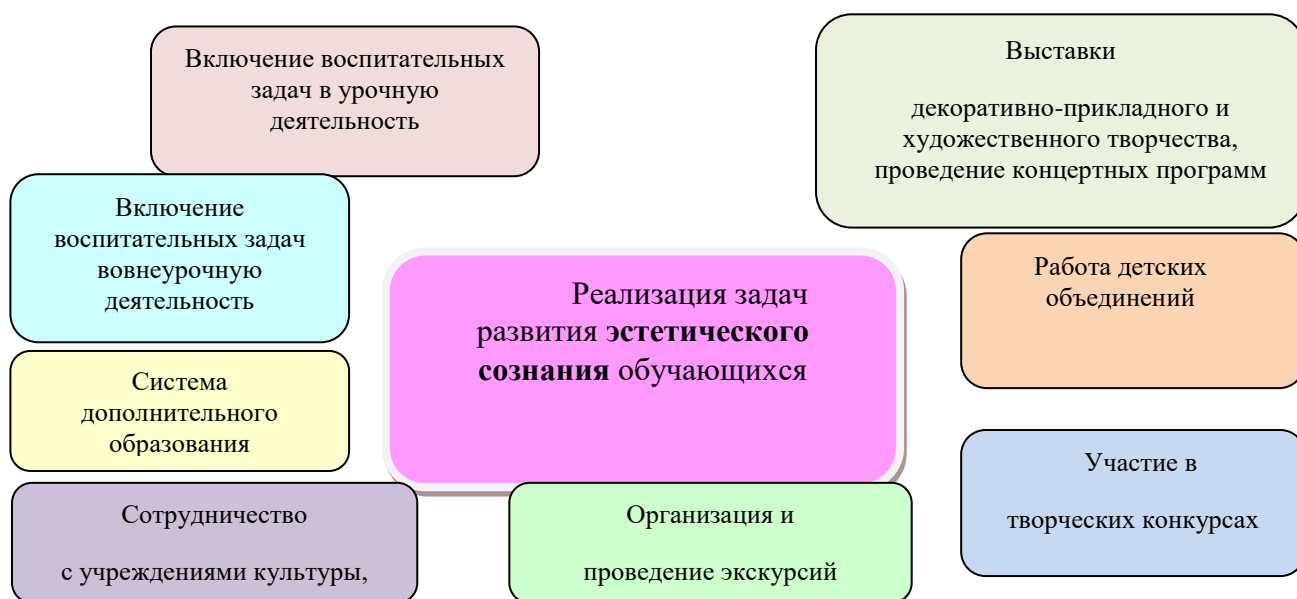 Включение воспитательных
задач в урочную
деятельность
Выставки
декоративно-прикладного и
художественного творчества,
проведение концертных программ
Включение
воспитательных задач
вовнеурочную
деятельность
Реализация задач
развития эстетического
сознания обучающихся
Работа детских
объединений
Система
дополнительного
образования
Участие в
творческих конкурсах
Сотрудничество
с учреждениями культуры,
Организация и
проведение экскурсий